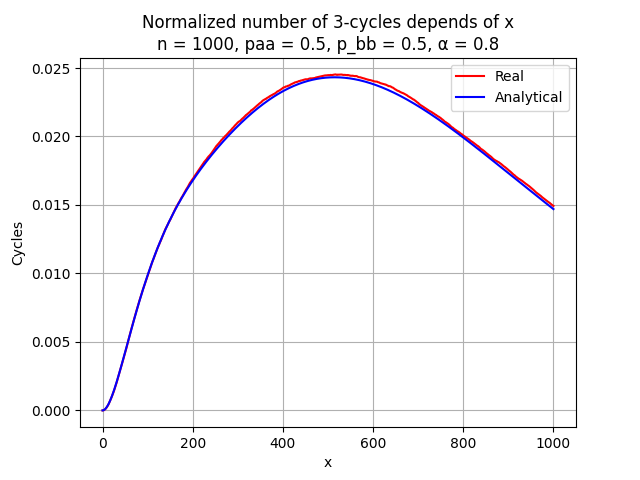 Normalized number of 3-cycles depends of x
n = 1000, paa = 0.5, p_bb = 0.5, α = 0.8
Real
Analytical
0.025
0.020
0.015
0.010
0.005
0.000
Cycles
0 200 400 600 800 1000
x